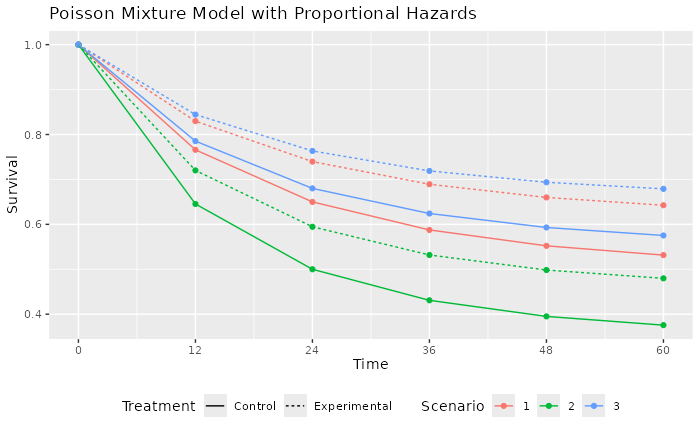 Poisson Mixture Model with Proportional Hazards
Survival
1.0
0.8
0.6
0.4
0 12 24 36 48 60
Time
Treatment Control Experimental Scenario 1 2 3